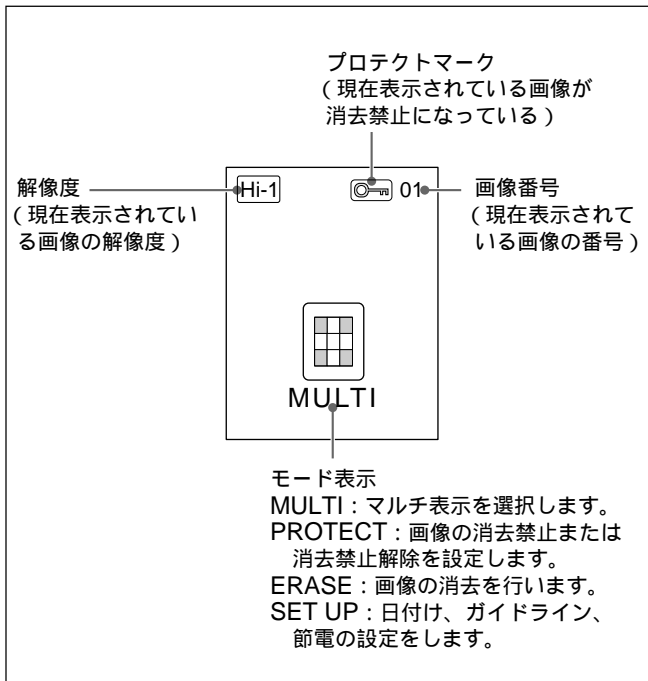 プロテクトマーク
(現在表示されている画像が
消去禁止になっている)
解像度
(現在表示されてい
る画像の解像度)
Hi-1
01
画像番号
(現在表示されて
いる画像の番号)
MULTI
モード表示
MULTI:マルチ表示を選択します。
PROTECT:画像の消去禁止または
消去禁止解除を設定します。
ERASE:画像の消去を行います。
SET UP:日付け、ガイドライン、
節電の設定をします。